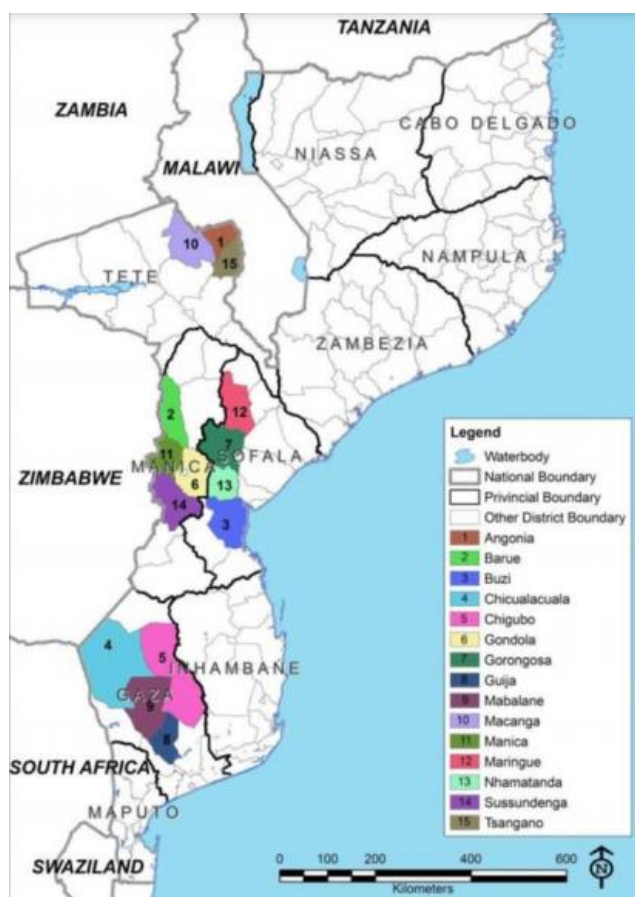 TANZANIA
ZAMBIA
CABO DELGADO
NIASSA
MALAWI
10
1
15
NAMPULA
TETE
ZAMBEZIA
2
12
7
11
SOFALA
MANICA
ZIMBABWE
6
13
14
3
4
5
INHAMBANE
GAZA
9
8
SOUTH AFRICA
MAPUTO
SWAZILAND
Legend
Waterbody
National Boundary
Privincial Boundary
Other District Boundary
1 Angonia
2 Barue
3 Buzi
4 Chicualacuala
5 Chigubo
6 Gondola
7 Gorongosa
8 Guija
9 Mabalane
10 Macanga
11 Manica
12 Maringue
13 Nhamatanda
14 Sussundenga
15 Tsangano
0 100 200 400 600
Kilometers
N